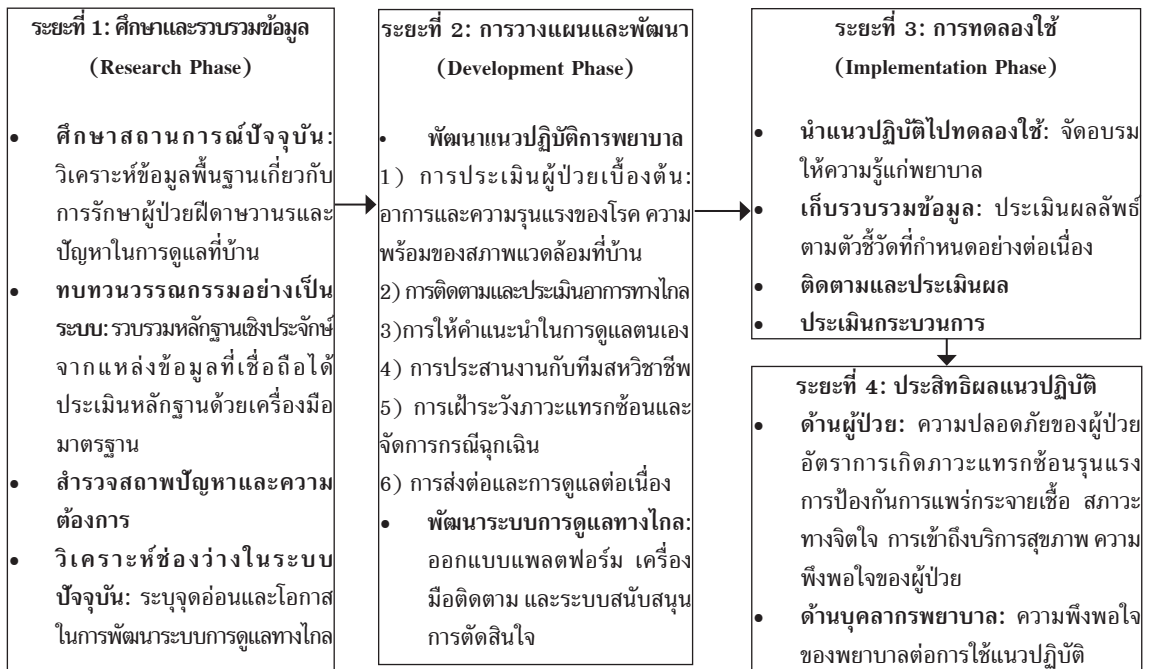 ระยะที่ 1: ศึกษาและรวบรวมข้อมูล
(Research Phase)
• ศึกษาสถานการณ์ปัจจุบัน:
วิเคราะห์ข้อมูลพื้นฐานเกี่ยวกับ
การรักษาผู้ป่วยฝีดาษวานรและ
ปัญหาในการดูแลที่บ้าน
• ทบทวนวรรณกรรมอย่างเป็น
ระบบ: รวบรวมหลักฐานเชิงประจักษ์
จากแหล่งข้อมูลที่เชื่อถือได้
ประเมินหลักฐานด้วยเครื่องมือ
มาตรฐาน
• สำรวจสภาพปัญหาและความ
ต้องการ
• วิเคราะห์ช่องว่างในระบบ
ปัจจุบัน: ระบุจุดอ่อนและโอกาส
ในการพัฒนาระบบการดูแลทางไกล
ระยะที่ 2: การวางแผนและพัฒนา
(Development Phase)
• พัฒนาแนวปฏิบัติการพยาบาล
1) การประเมินผู้ป่วยเบื้องต้น:
อาการและความรุนแรงของโรค ความ
พร้อมของสภาพแวดล้อมที่บ้าน
2) การติดตามและประเมินอาการทางไกล
3)การให้คำแนะนำในการดูแลตนเอง
4) การประสานงานกับทีมสหวิชาชีพ
5) การเฝ้าระวังภาวะแทรกซ้อนและ
จัดการกรณีฉุกเฉิน
6) การส่งต่อและการดูแลต่อเนื่อง
• พัฒนาระบบการดูแลทางไกล:
ออกแบบแพลตฟอร์ม เครื่อง
มือติดตาม และระบบสนับสนุน
การตัดสินใจ
ระยะที่ 3: การทดลองใช้
(Implementation Phase)
• นำแนวปฏิบัติไปทดลองใช้: จัดอบรม
ให้ความรู้แก่พยาบาล
• เก็บรวบรวมข้อมูล: ประเมินผลลัพธ์
ตามตัวชี้วัดที่กำหนดอย่างต่อเนื่อง
• ติดตามและประเมินผล
• ประเมินกระบวนการ
ระยะที่ 4: ประสิทธิผลแนวปฏิบัติ
• ด้านผู้ป่วย: ความปลอดภัยของผู้ป่วย
อัตราการเกิดภาวะแทรกซ้อนรุนแรง
การป้องกันการแพร่กระจายเชื้อ สภาวะ
ทางจิตใจ การเข้าถึงบริการสุขภาพ ความ
พึงพอใจของผู้ป่วย
• ด้านบุคลากรพยาบาล: ความพึงพอใจ
ของพยาบาลต่อการใช้แนวปฏิบัติ